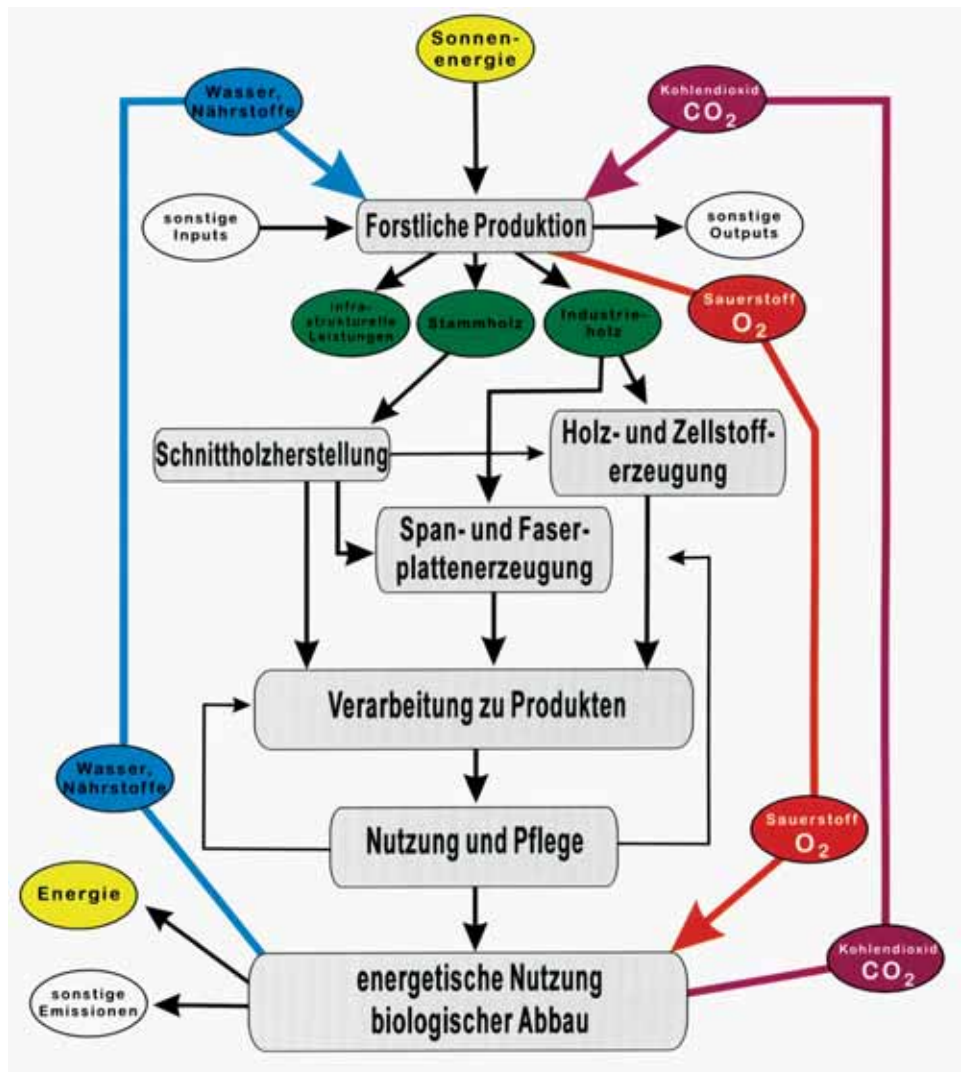 Sonnen-
energie
Wasser,
Nährstoffe
Kohlendioxid
CO2
sonstige
Inputs
Forstliche Produktion
sonstige
Outputs
infra-
strukturelle
Leistungen
Stammholz
Industrie-
holz
Sauerstoff
O2
Schnittholzherstellung
Holz- und Zellstoff-
erzeugung
Span- und Faser-
plattenerzeugung
Verarbeitung zu Produkten
Wasser,
Nährstoffe
Nutzung und Pflege
Sauerstoff
O2
Energie
Kohlendioxid
CO2
energetische Nutzung
biologischer Abbau
sonstige
Emissionen